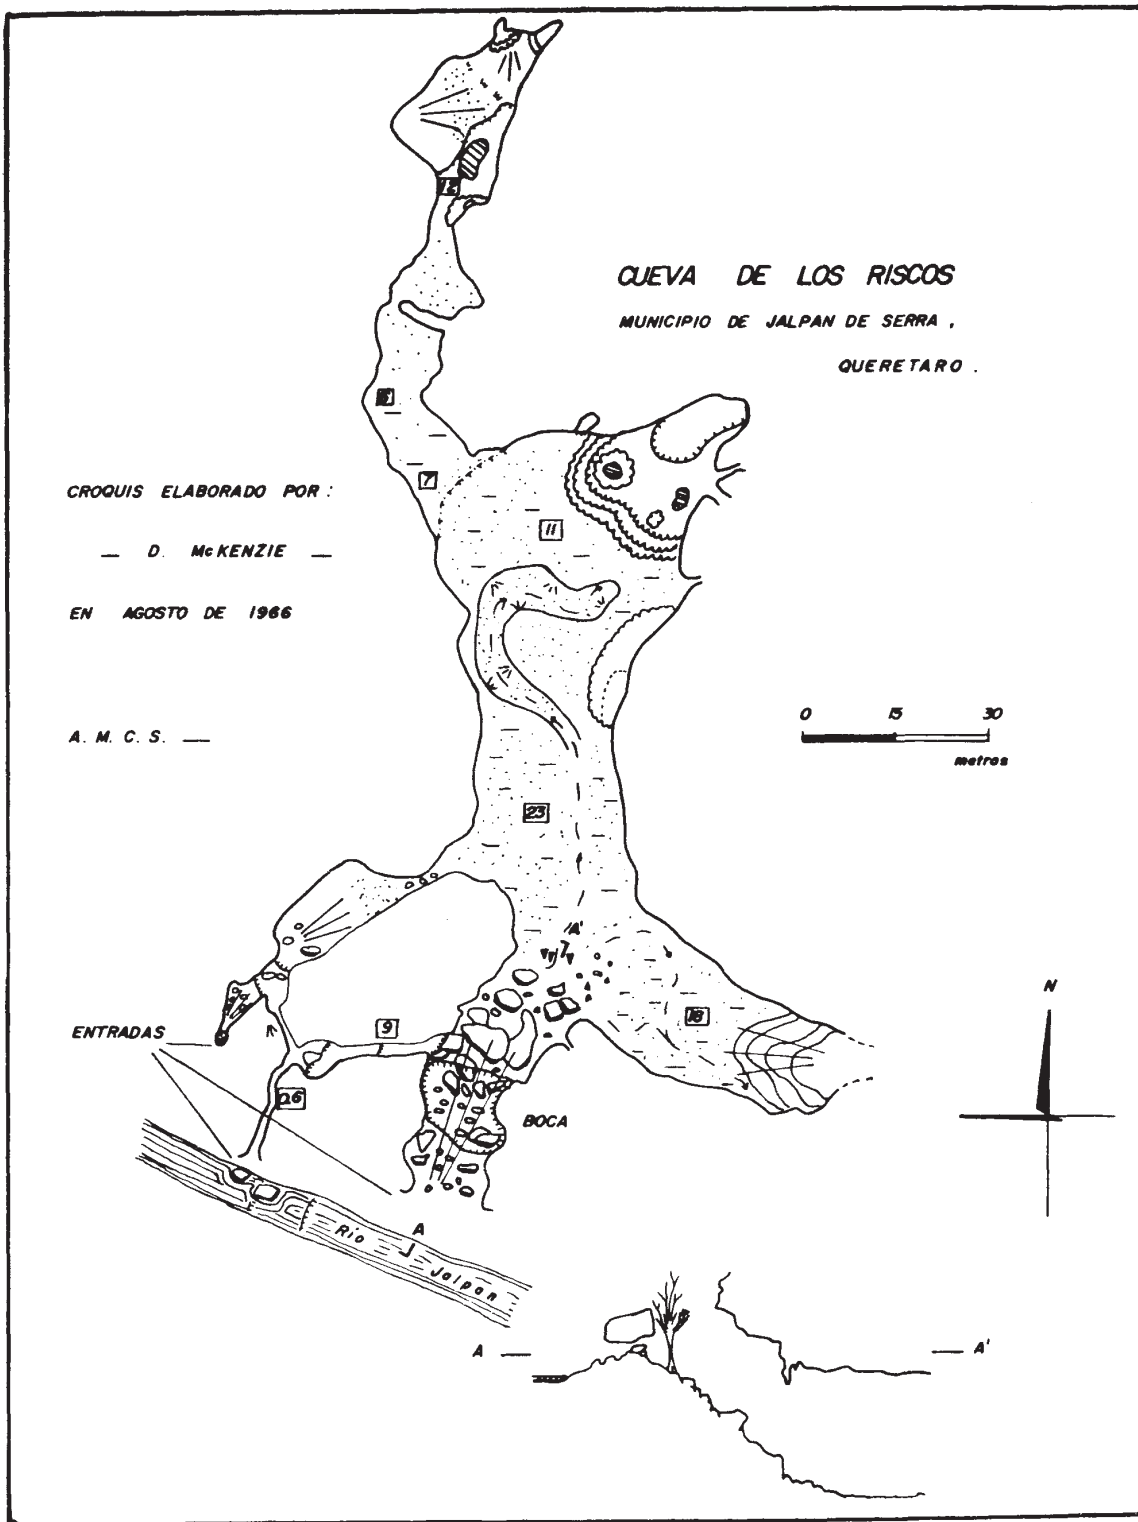 CUEVA DE LOS RISCOS
MUNICIPIO DE JALPAN DE SERRA ,
QUERETARO .
CROQUIS ELABORADO POR :
— D. McKENZIE —
EN AGOSTO DE 1966
A. M. C. S. —
0 15 30
metros
12
7
11
23
A'
18
9
26
ENTRADAS
BOCA
N
A
Rio
Jalpan
A — — A'